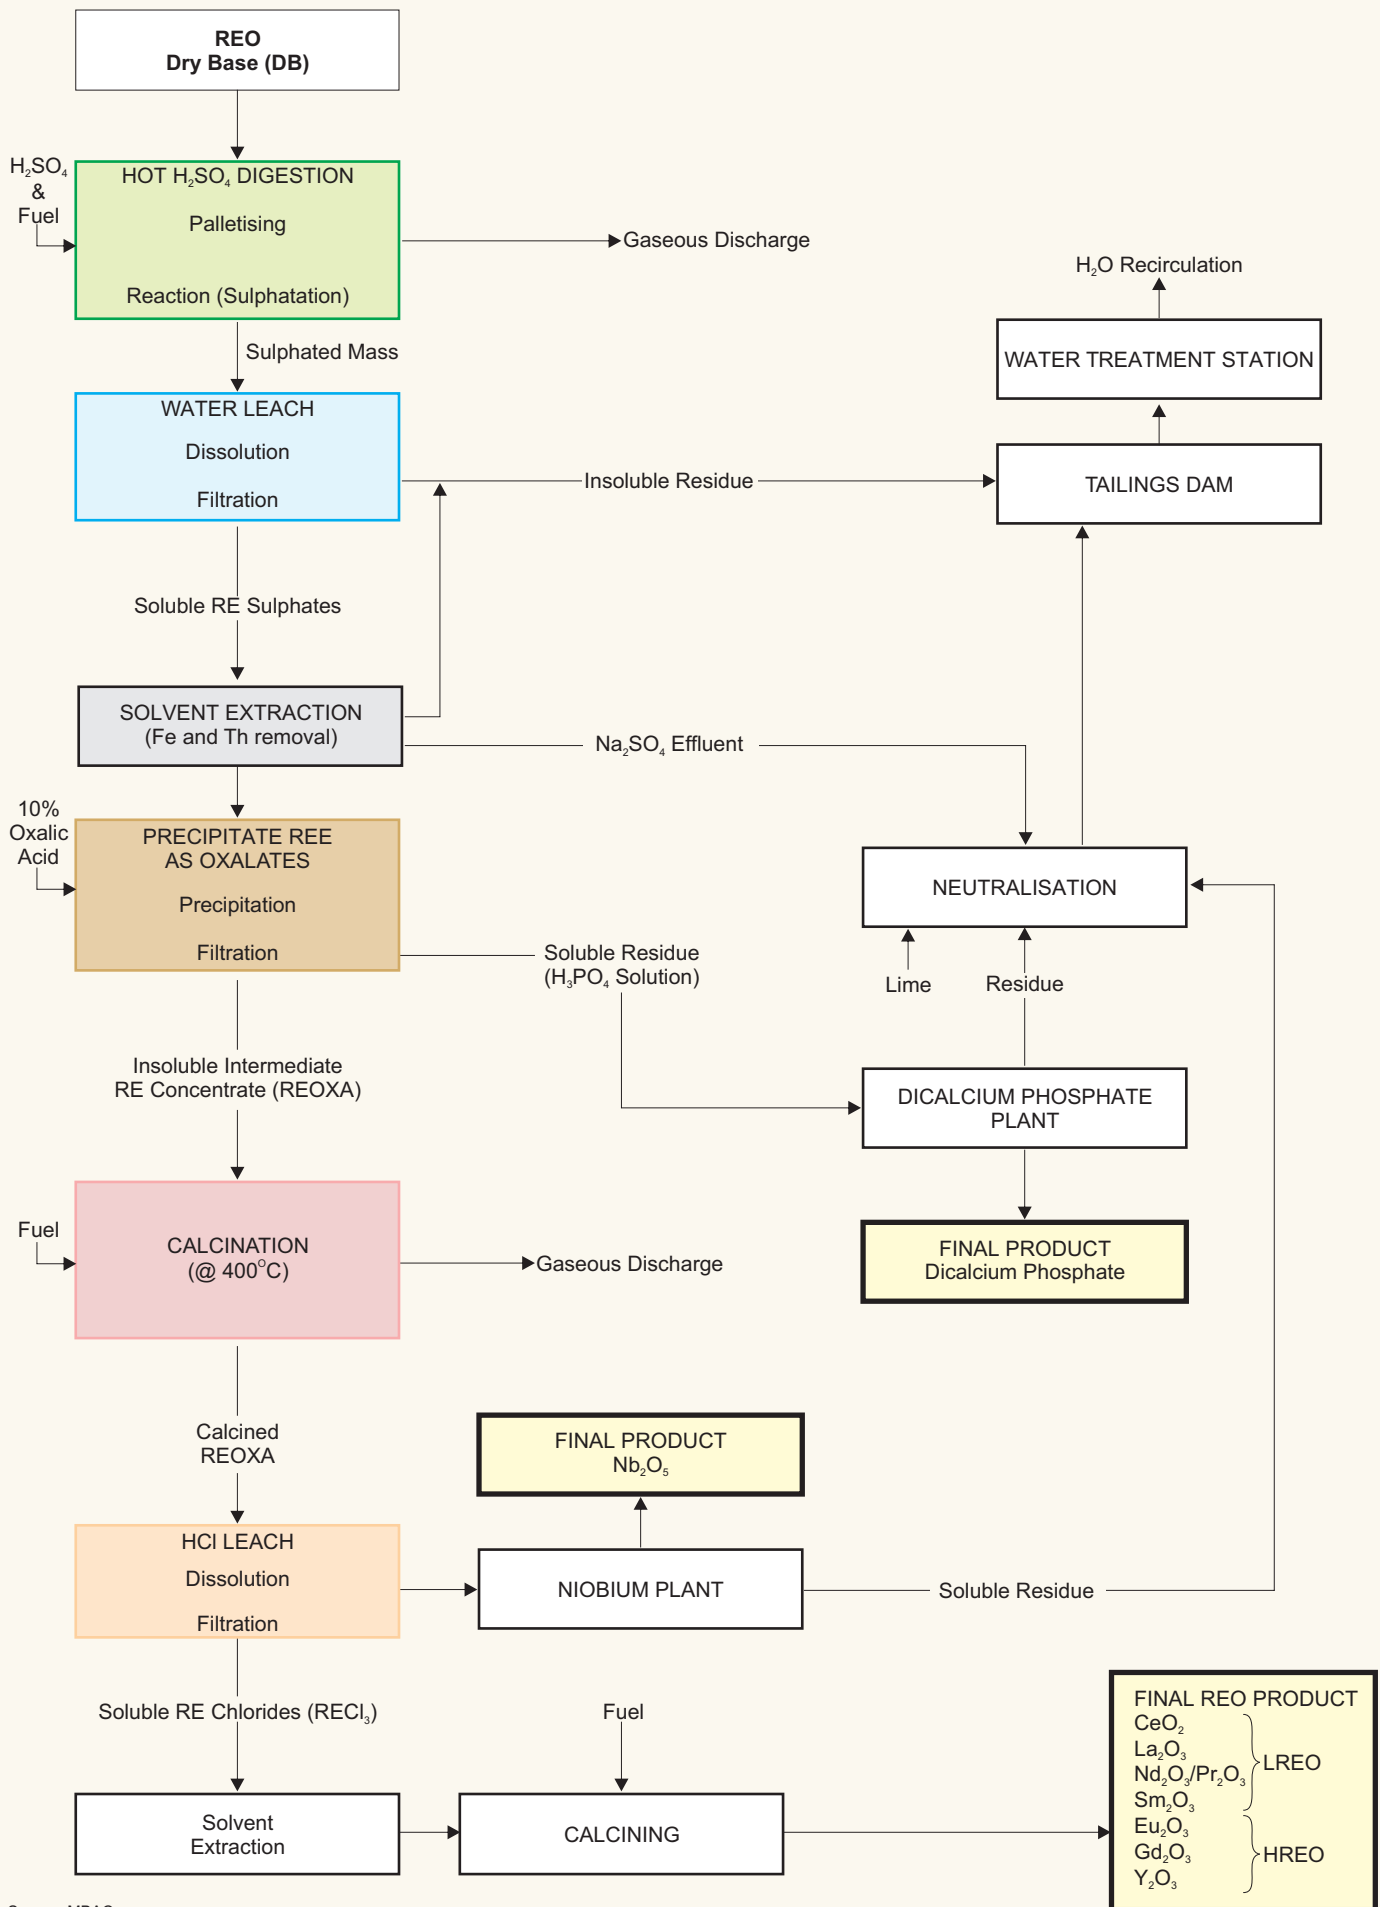 REO
Dry Base (DB)
H₂SO₄
&
Fuel
HOT H₂SO₄ DIGESTION
Palletising
Reaction (Sulphatation)
Gaseous Discharge
H₂O Recirculation
WATER TREATMENT STATION
Sulphated Mass
WATER LEACH
Dissolution
Filtration
Insoluble Residue
TAILINGS DAM
Soluble RE Sulphates
SOLVENT EXTRACTION
(Fe and Th removal)
Na₂SO₄ Effluent
10%
Oxalic
Acid
PRECIPITATE REE
AS OXALATES
Precipitation
Filtration
NEUTRALISATION
Soluble Residue
(H₃PO₄ Solution)
Lime
Residue
Insoluble Intermediate
RE Concentrate (REOXA)
DICALCIUM PHOSPHATE
PLANT
Fuel
CALCINATION
(@ 400°C)
Gaseous Discharge
FINAL PRODUCT
Dicalcium Phosphate
Calcined
REOXA
FINAL PRODUCT
Nb₂O₅
HCl LEACH
Dissolution
Filtration
NIOBIUM PLANT
Soluble Residue
Soluble RE Chlorides (RECl₃)
Fuel
Solvent
Extraction
CALCINING
FINAL REO PRODUCT
CeO₂
La₂O₃
Nd₂O₃/Pr₂O₃
Sm₂O₃
LREO
Eu₂O₃
Gd₂O₃
Y₂O₃
HREO